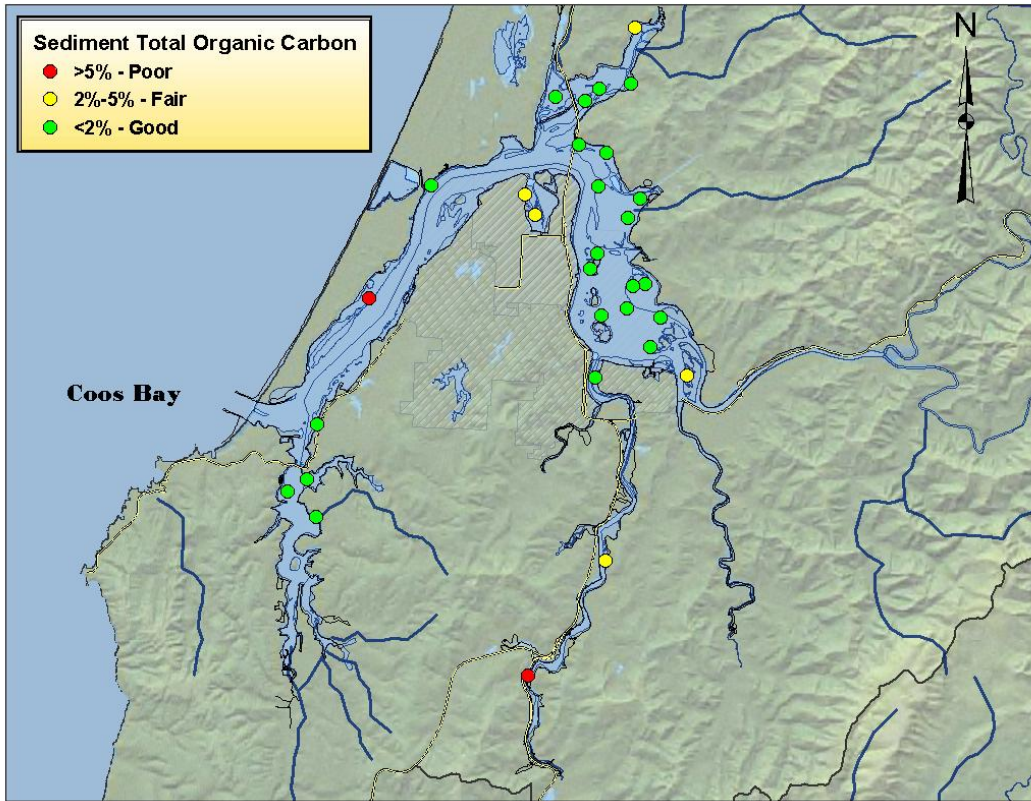 Sediment Total Organic Carbon
>5% - Poor
2%-5% - Fair
<2% - Good
N
Coos Bay